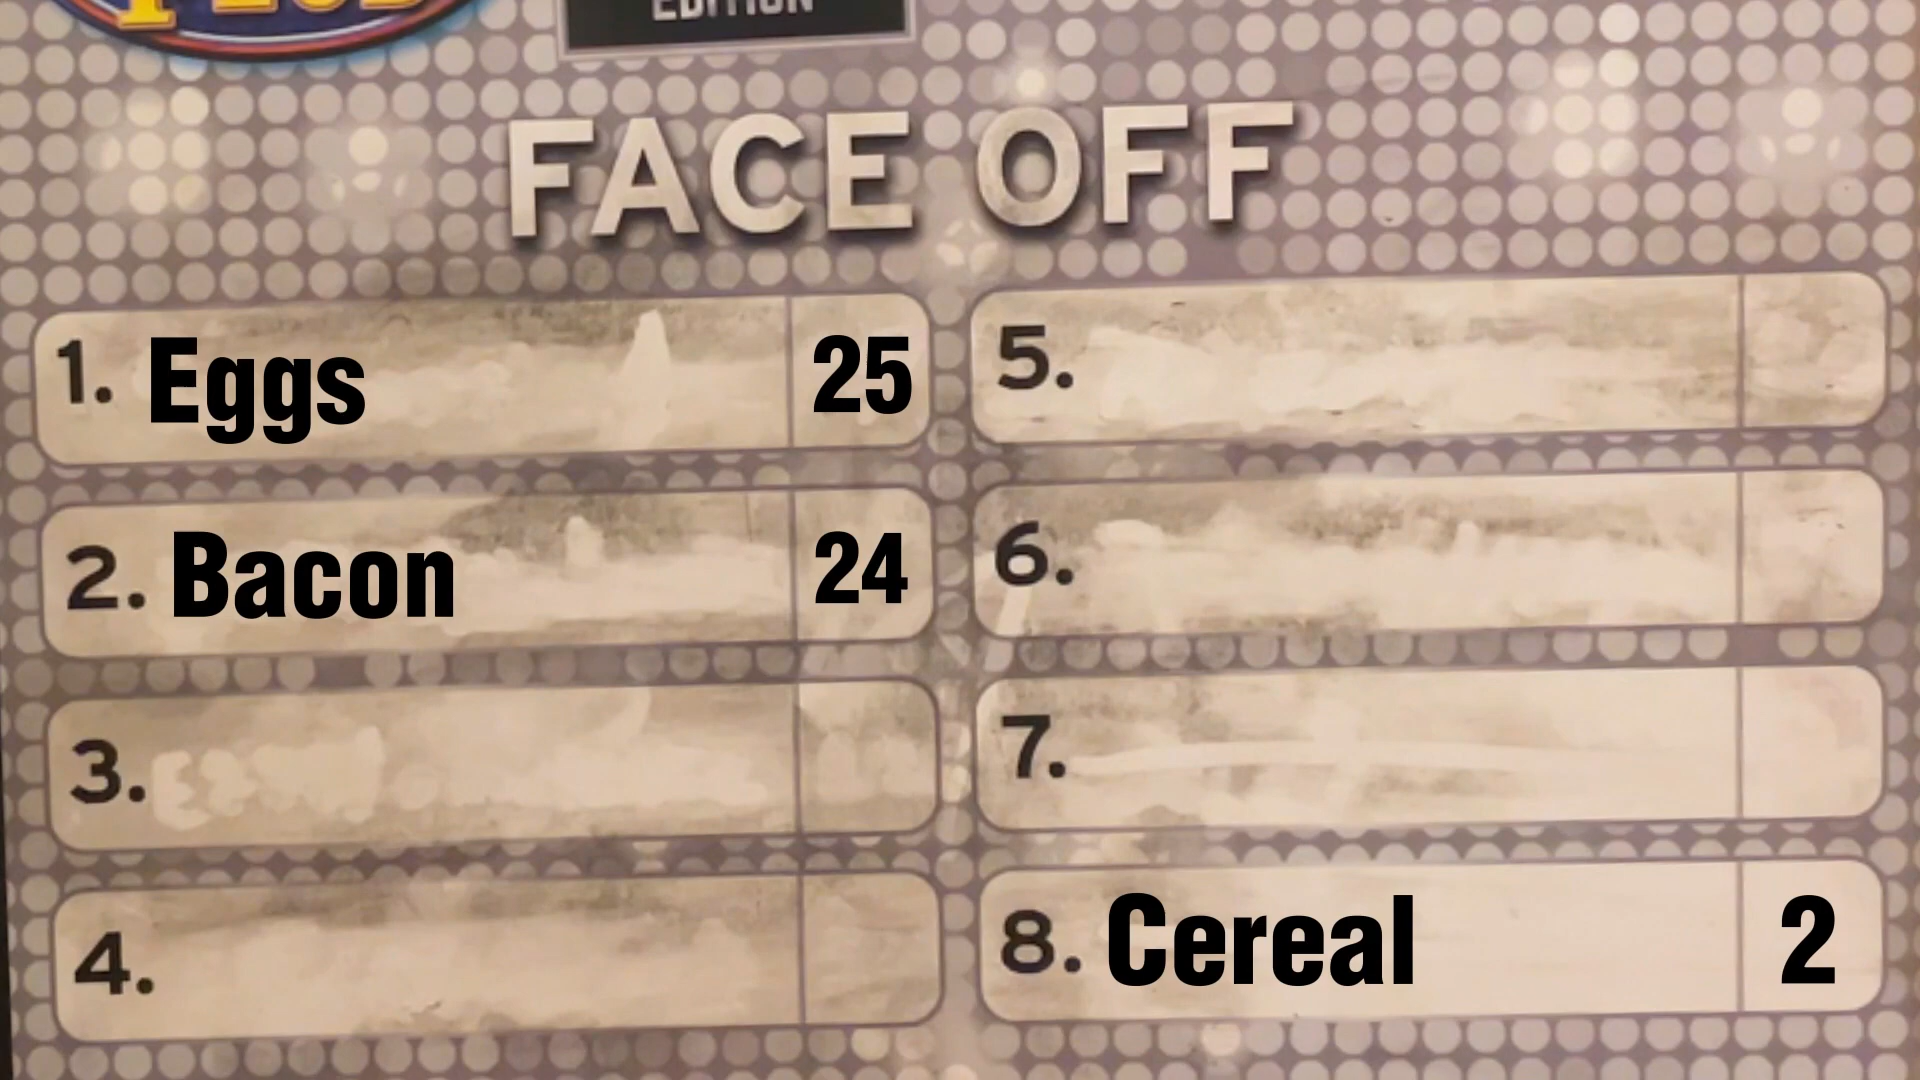 EDITION
FACE OFF
1. Eggs 25
2. Bacon 24
3.
4.
5.
6.
7.
8. Cereal 2